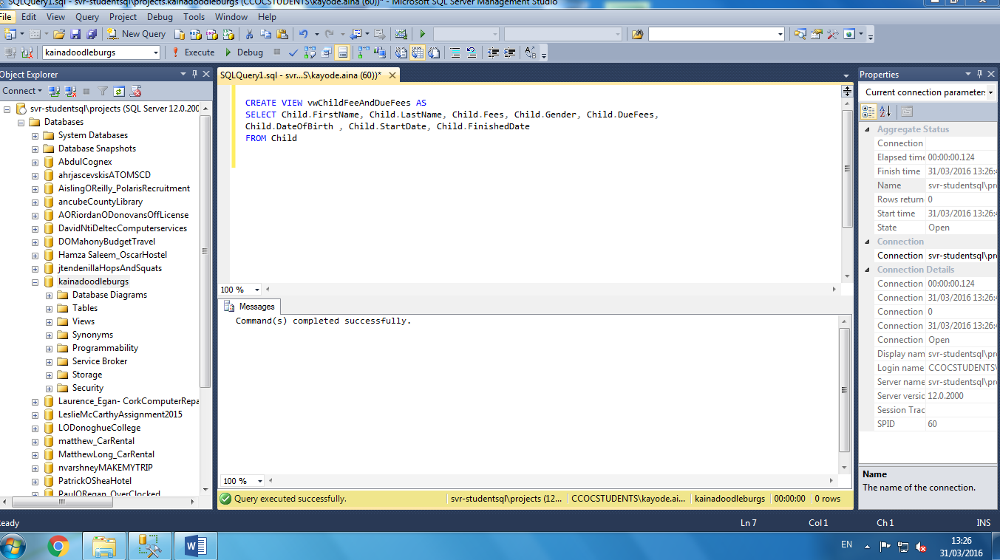 SQLQuery1.sql - svr-studentsql\projects.kainadoodleburgs (CCOCSTUDENTS\kayode.aina (60))* - Microsoft SQL Server Management Studio
File Edit View Query Project Debug Tools Window Help
New Query
kainadoodleburgs Execute Debug
Object Explorer
Connect
svr-studentsql\projects (SQL Server 12.0.200
Databases
System Databases
Database Snapshots
AbdulCognex
ahrjascevskisATOMSCD
AislingOReilly_PolarisRecruitment
ancubeCountyLibrary
AORiordanODonovansOffLicense
DavidNtiDeltecComputerservices
DOMahonyBudgetTravel
Hamza Saleem_OscarHostel
jtendenillaHopsAndSquats
kainadoodleburgs
Database Diagrams
Tables
Views
Synonyms
Programmability
Service Broker
Storage
Security
Laurence_Egan- CorkComputerRepa
LeslieMcCarthyAssignment2015
LODonoghueCollege
matthew_CarRental
MatthewLong_CarRental
nvarshneyMAKEMYTRIP
PatrickOSheaHotel
PaulORegan_OverClocked
SQLQuery1.sql - svr...S\kayode.aina (60))*
CREATE VIEW vwChildFeeAndDueFees AS
SELECT Child.FirstName, Child.LastName, Child.Fees, Child.Gender, Child.DueFees,
Child.DateOfBirth , Child.StartDate, Child.FinishedDate
FROM Child
100 %
Messages
Command(s) completed successfully.
100 %
Query executed successfully. svr-studentsql\projects (12... CCOCSTUDENTS\kayode.ai... kainadoodleburgs 00:00:00 0 rows
Properties
Current connection parameters
Aggregate Status
Connection
Elapsed time 00:00:00.124
Finish time 31/03/2016 13:26:4
Name svr-studentsql\pro
Rows return 0
Start time 31/03/2016 13:26:4
State Open
Connection
Connection svr-studentsql\pro
Connection Details
Connection 00:00:00.124
Connection 31/03/2016 13:26:4
Connection 0
Connection 31/03/2016 13:26:4
Connection Open
Display nam svr-studentsql\pro
Login name CCOCSTUDENTS\
Server name svr-studentsql\pro
Server versic 12.0.2000
Session Trac
SPID 60
Name
The name of the connection.
eady Ln 7 Col 1 Ch 1 INS
EN 13:26
31/03/2016